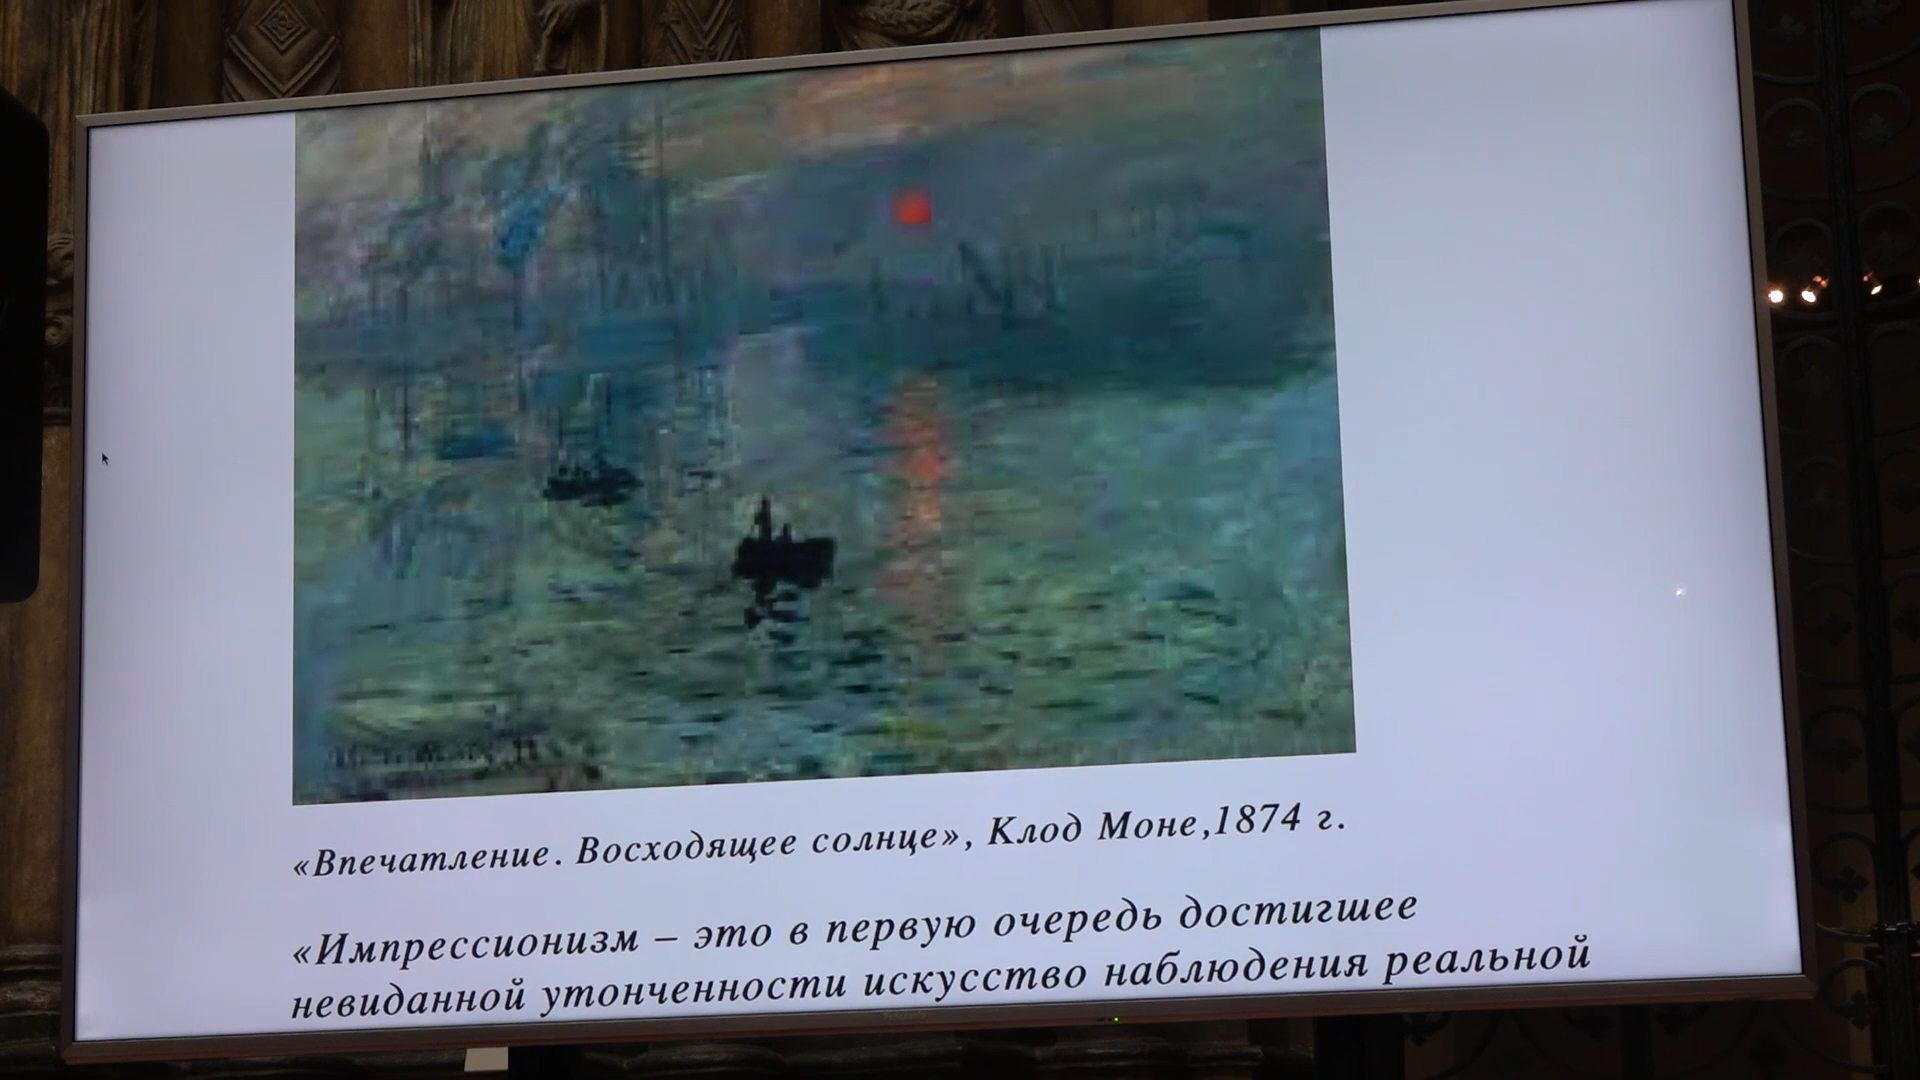 «Впечатление. Восходящее солнце», Клод Моне,1874 г.
«Импрессионизм – это в первую очередь достигшее
невиданной утонченности искусство наблюдения реальной